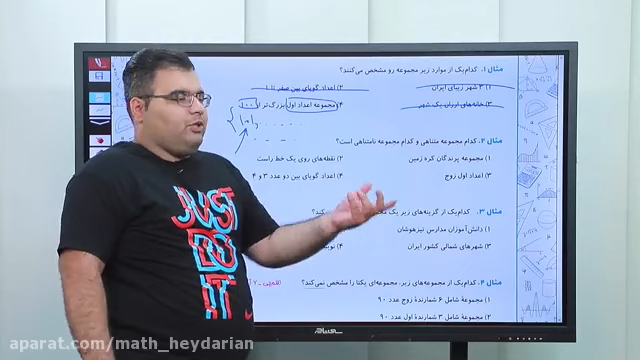 مثال ۱. کدام‌یک از موارد زیر مجموعه رو مشخص می‌کنند؟
۱) ۳ شهر زیبای ایران
۲) اعداد گویای بین صفر تا ۱
۳) خانه‌های ارزان یک شهر
۴) مجموعه اعداد اول بزرگ‌تر از ۱۰۰
مثال ۲. کدام مجموعه متناهی و کدام مجموعه نامتناهی است؟
۱) مجموعه پرندگان کره زمین
۲) نقطه‌های روی یک خط راست
۳) اعداد اول زوج
۴) اعداد گویای بین دو عدد ۳ و ۴
مثال ۳. کدام‌یک از گزینه‌های زیر یک
۱) دانش‌آموزان مدارس تیزهوشان
۳) شهرهای شمالی کشور ایران
مثال ۴. کدام‌یک از مجموعه‌های زیر، مجموعه‌ای یکتا را مشخص نمی‌کند؟
۱) مجموعه شامل ۶ شمارندهٔ زوج عدد ۹۰
۲) مجموعه شامل ۳ شمارندهٔ اول عدد ۹۰
JUST
DO
IT
aparat.com/math_heydarian